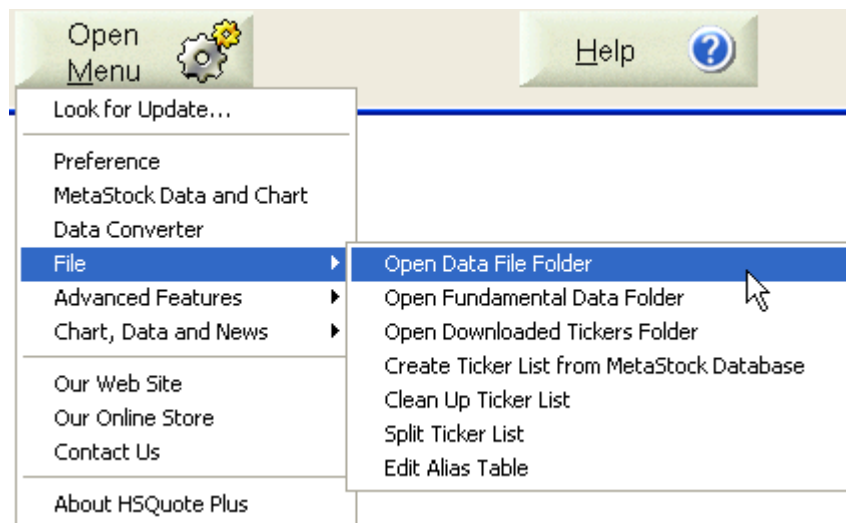 Open
Menu
Help
?
Look for Update...
Preference
MetaStock Data and Chart
Data Converter
File
Advanced Features
Chart, Data and News
Our Web Site
Our Online Store
Contact Us
About HSQuote Plus
Open Data File Folder
Open Fundamental Data Folder
Open Downloaded Tickers Folder
Create Ticker List from MetaStock Database
Clean Up Ticker List
Split Ticker List
Edit Alias Table